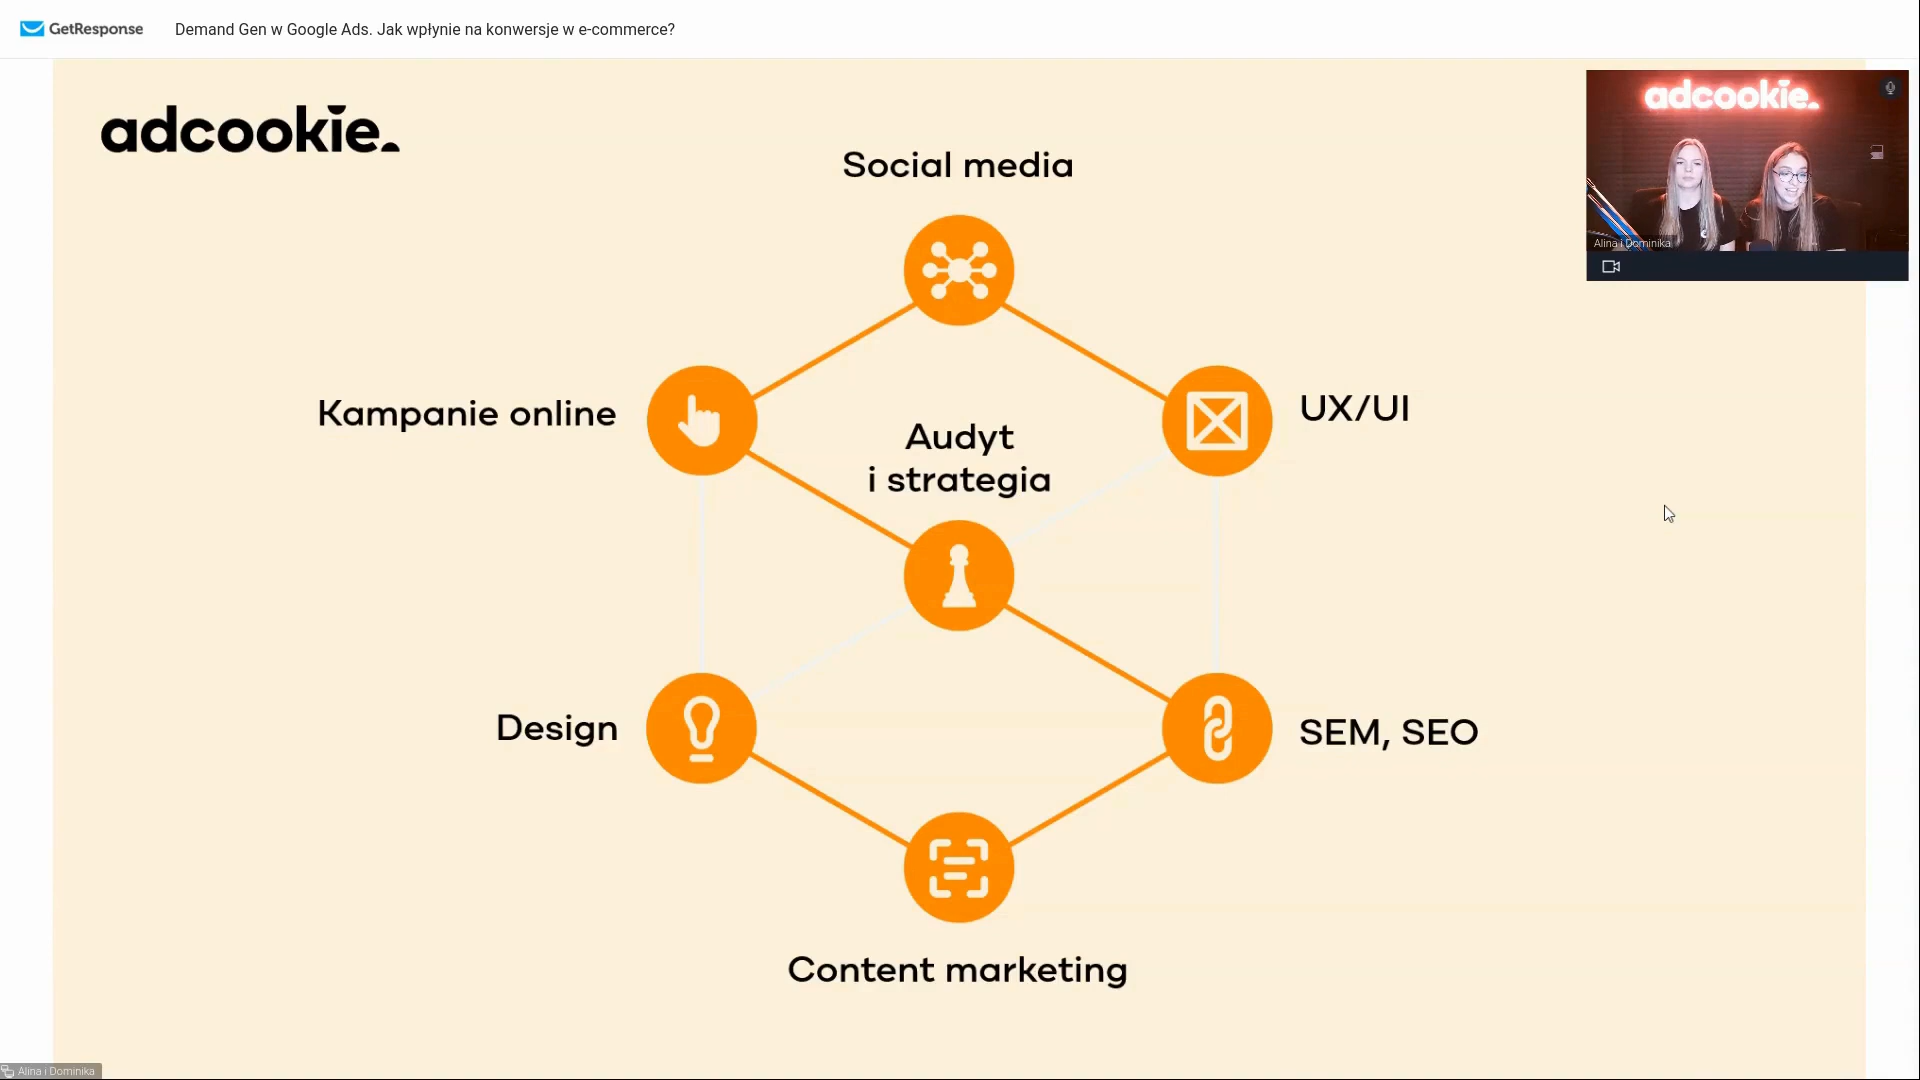 GetResponse
Demand Gen w Google Ads. Jak wpłynie na konwersje w e-commerce?
adcookie.
adcookie.
Alina i Dominika
Social media
Kampanie online
UX/UI
Audyt
i strategia
Design
SEM, SEO
Content marketing
Alina i Dominika